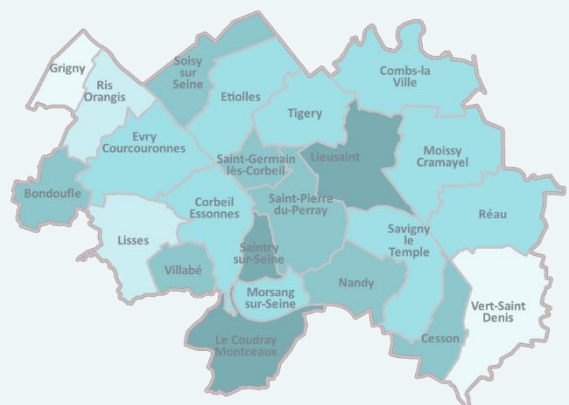 Grigny
Ris
Orangis
Soisy
sur
Seine
Etiolles
Tigery
Combs-la
Ville
Evry
Courcouronnes
Saint-Germain
lès-Corbeil
Lieusaint
Moissy
Cramayel
Bondoufle
Corbeil
Essonnes
Saint-Pierre
du-Perray
Réau
Lisses
Savigny
le
Temple
Saintry
sur-Seine
Villabé
Nandy
Morsang
sur-Seine
Vert-Saint
Denis
Le Coudray
Montceaux
Cesson